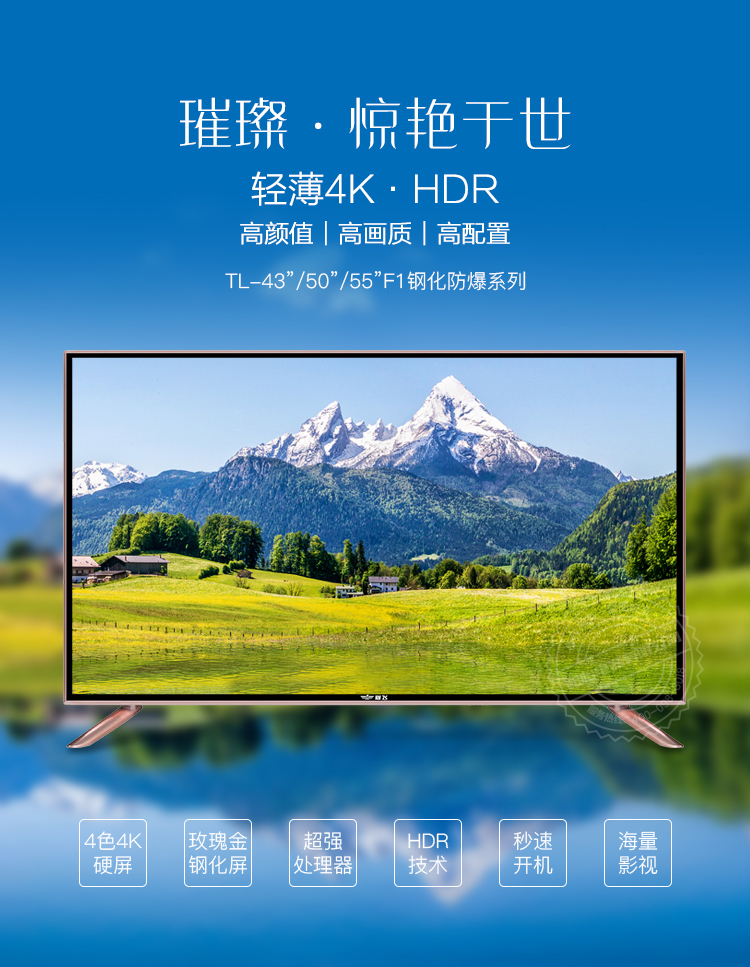 璀璨·惊艳于世
轻薄4K·HDR
高颜值｜高画质｜高配置
TL-43”/50”/55”F1钢化防爆系列
4色4K
硬屏
玫瑰金
钢化屏
超强
处理器
HDR
技术
秒速
开机
海量
影视